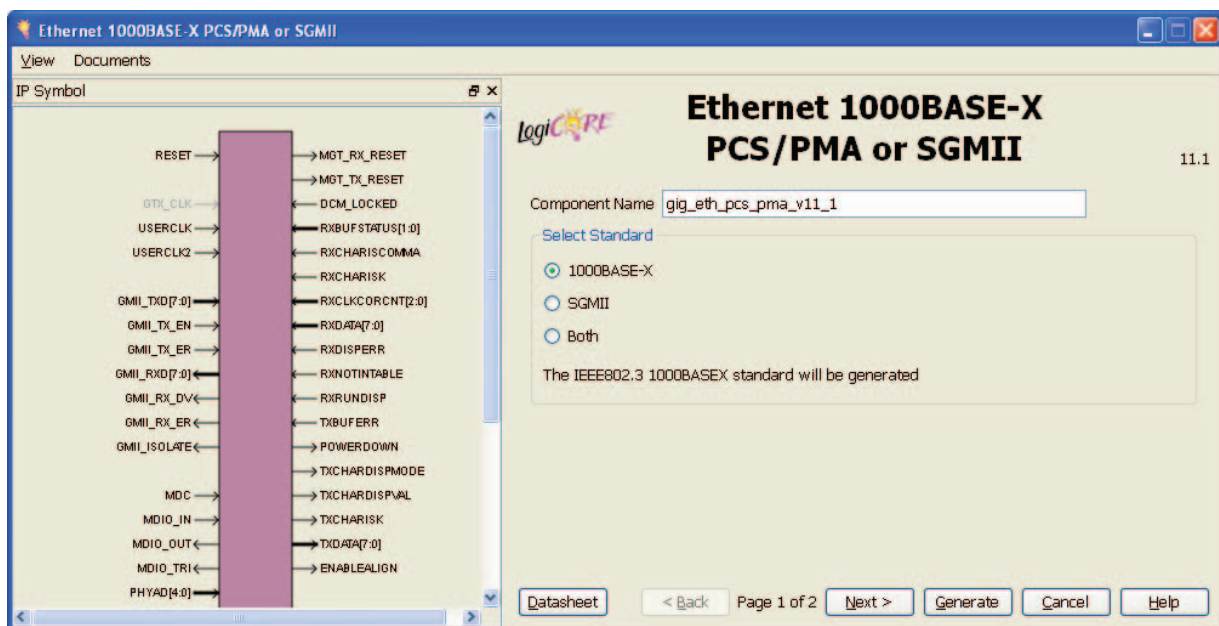 Ethernet 1000BASE-X PCS/PMA or SGMII
View Documents
IP Symbol
RESET
GTX_CLK
USERCLK
USERCLK2
GMII_TXD[7:0]
GMII_TX_EN
GMII_TX_ER
GMII_RXD[7:0]
GMII_RX_DV
GMII_RX_ER
GMII_ISOLATE
MDC
MDIO_IN
MDIO_OUT
MDIO_TRI
PHYAD[4:0]
MGT_RX_RESET
MGT_TX_RESET
DCM_LOCKED
RXBUFSTATUS[1:0]
RXCHARISCOMMA
RXCHARISK
RXCLKCORCNT[2:0]
RXDATA[7:0]
RXDISPERR
RXNOTINTABLE
RXRUNDISP
TXBUFERR
POWERDOWN
TXCHARDISPMODE
TXCHARDISPVAL
TXCHARISK
TXDATA[7:0]
ENABLEALIGN
LogiCORE
Ethernet 1000BASE-X
PCS/PMA or SGMII
11.1
Component Name gig_eth_pcs_pma_v11_1
Select Standard
1000BASE-X
SGMII
Both
The IEEE802.3 1000BASEX standard will be generated
Datasheet < Back Page 1 of 2 Next > Generate Cancel Help